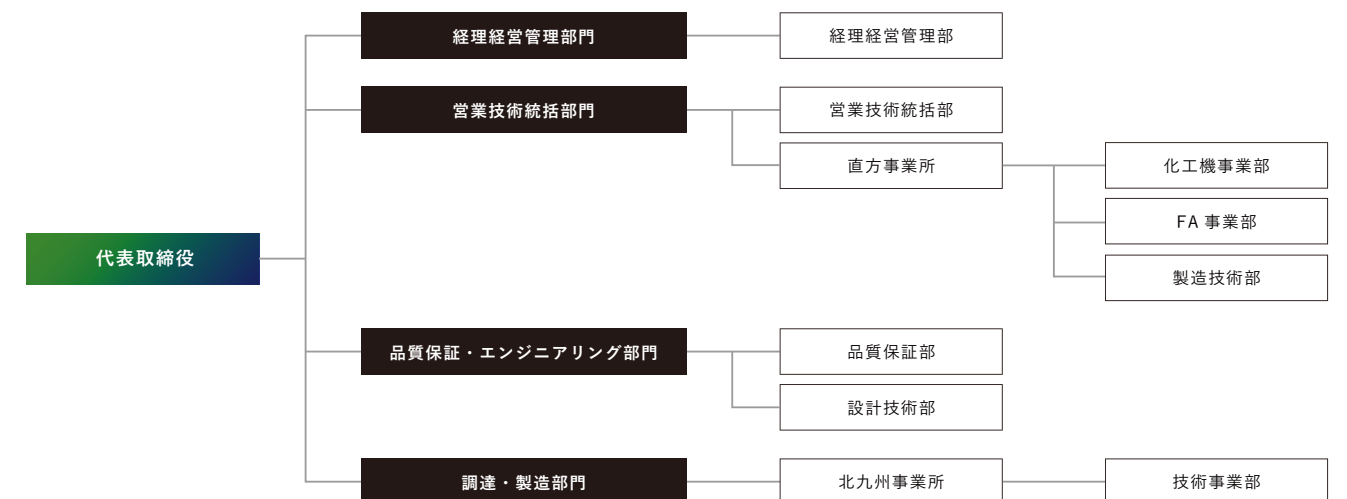 経理経営管理部門
経理経営管理部
営業技術統括部門
営業技術統括部
直方事業所
化工機事業部
FA 事業部
製造技術部
代表取締役
品質保証・エンジニアリング部門
品質保証部
設計技術部
調達・製造部門
北九州事業所
技術事業部